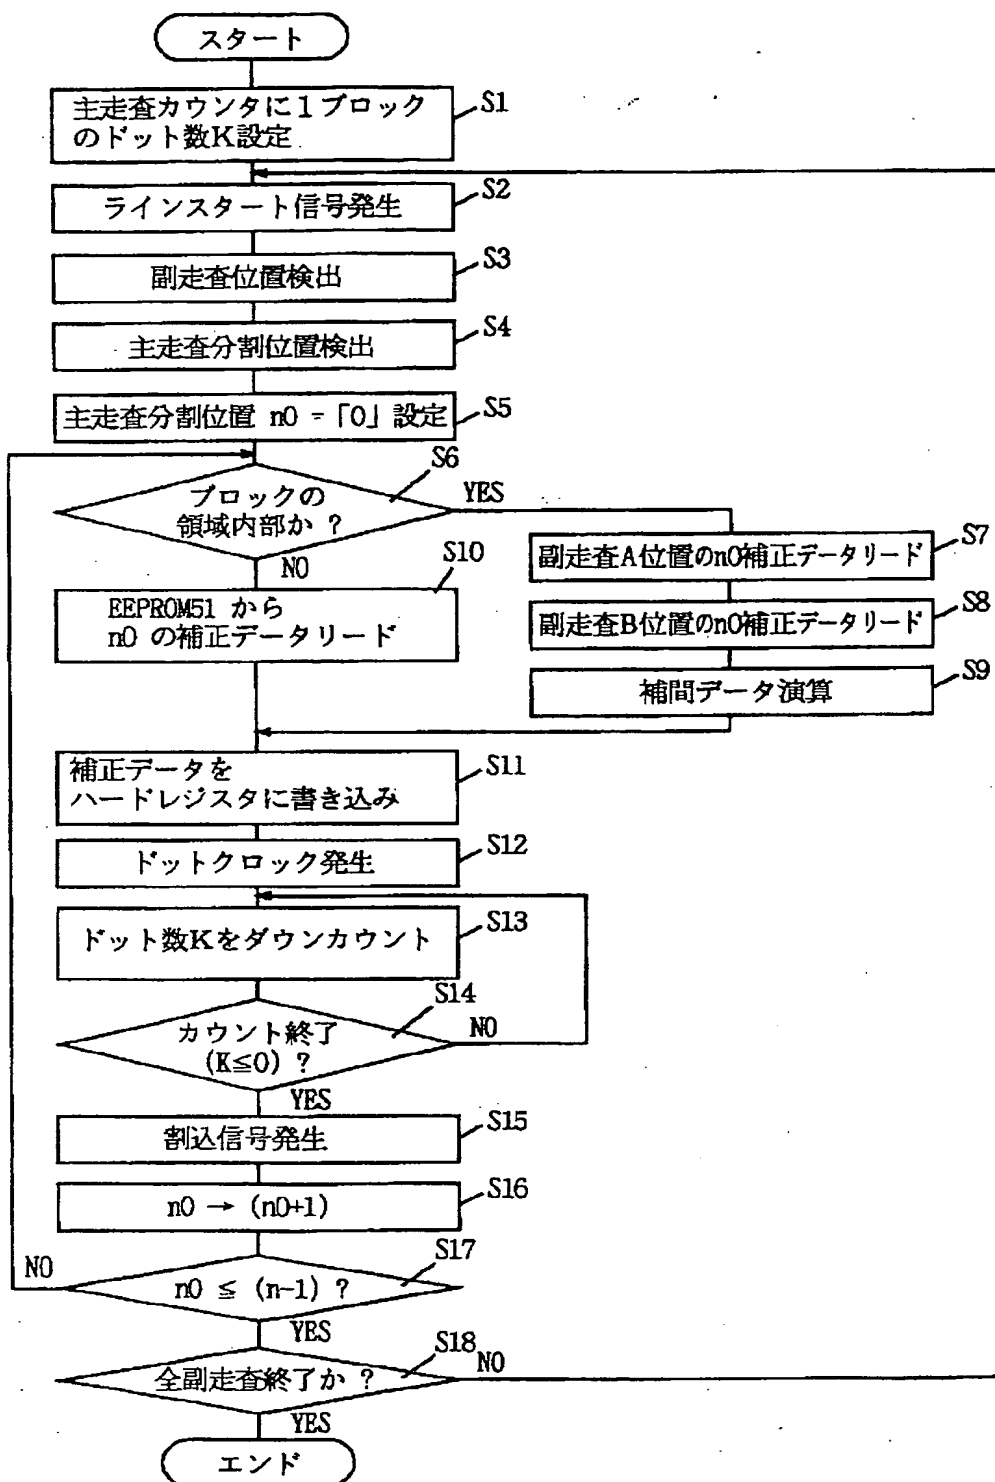 スタート
主走査カウンタに1ブロック
のドット数K設定
S1
ラインスタート信号発生
S2
副走査位置検出
S3
主走査分割位置検出
S4
主走査分割位置 n0 =「0」設定
S5
S6
ブロックの
領域内部か ?
YES
NO
S7
副走査A位置のn0補正データリード
S8
副走査B位置のn0補正データリード
S9
補間データ演算
S10
EEPROM51 から
n0 の補正データリード
補正データを
ハードレジスタに書き込み
S11
ドットクロック発生
S12
ドット数Kをダウンカウント
S13
S14
カウント終了
(K≦0) ?
NO
YES
割込信号発生
S15
n0 → (n0+1)
S16
S17
n0 ≦ (n-1) ?
NO
YES
S18
全副走査終了か ?
NO
YES
エンド